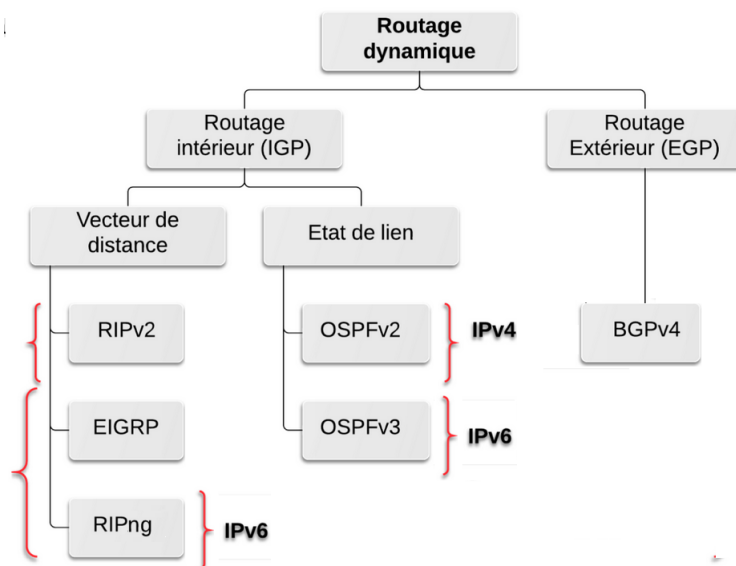 Routage
dynamique
Routage
intérieur (IGP)
Routage
Extérieur (EGP)
Vecteur de
distance
Etat de lien
RIPv2
OSPFv2
IPv4
BGPv4
EIGRP
OSPFv3
IPv6
RIPng
IPv6